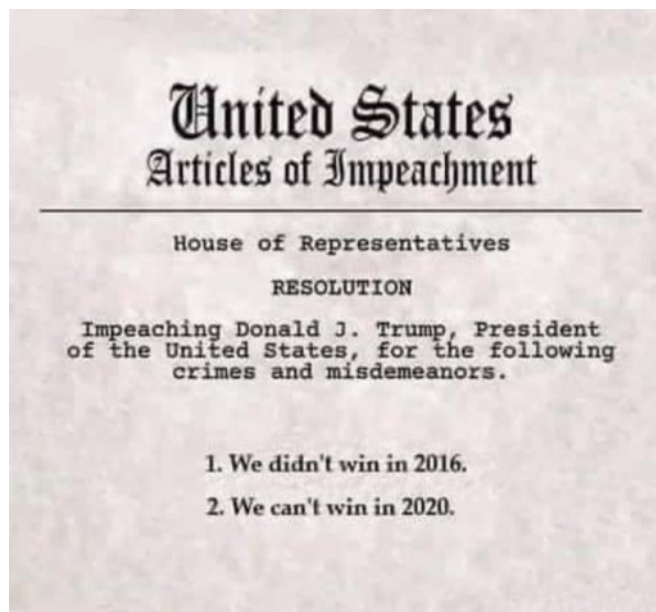 United States
Articles of Impeachment
House of Representatives
RESOLUTION
Impeaching Donald J. Trump, President
of the United States, for the following
crimes and misdemeanors.
1. We didn't win in 2016.
2. We can't win in 2020.